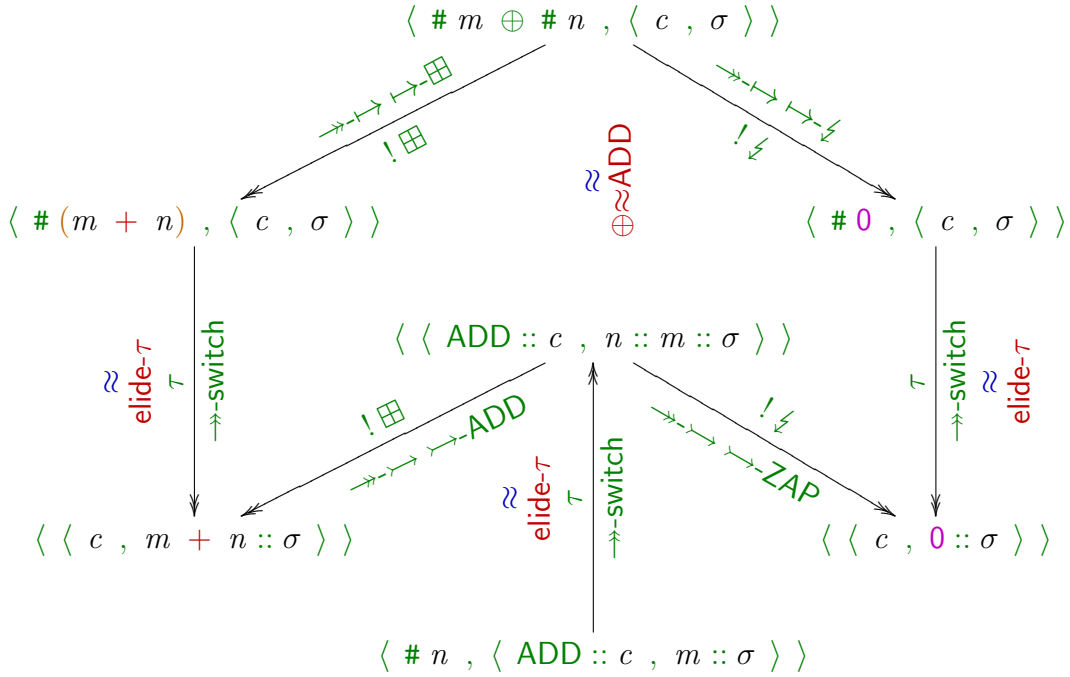 ⟨ # m ⊕ # n , ⟨ c , σ ⟩ ⟩
↠-↦ ↦-⊞
! ⊞
↠-↦ ↦-↯
! ↯
≈
⊕≈ADD
⟨ # (m + n) , ⟨ c , σ ⟩ ⟩
⟨ # 0 , ⟨ c , σ ⟩ ⟩
≈
elide-τ
τ
↠-switch
⟨ ⟨ ADD :: c , n :: m :: σ ⟩ ⟩
τ
↠-switch
≈
elide-τ
! ⊞
↠-↣ ↣-ADD
! ↯
↠-↣ ↣-ZAP
≈
elide-τ
τ
↠-switch
⟨ ⟨ c , m + n :: σ ⟩ ⟩
⟨ ⟨ c , 0 :: σ ⟩ ⟩
⟨ # n , ⟨ ADD :: c , m :: σ ⟩ ⟩